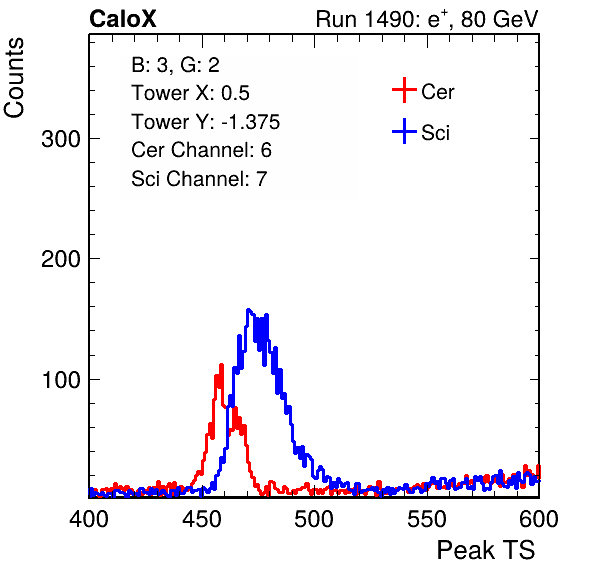 CaloX Run 1490: e⁺, 80 GeV
B: 3, G: 2
Tower X: 0.5
Tower Y: -1.375
Cer Channel: 6
Sci Channel: 7
Cer
Sci
Counts
300
200
100
400 450 500 550 600
Peak TS